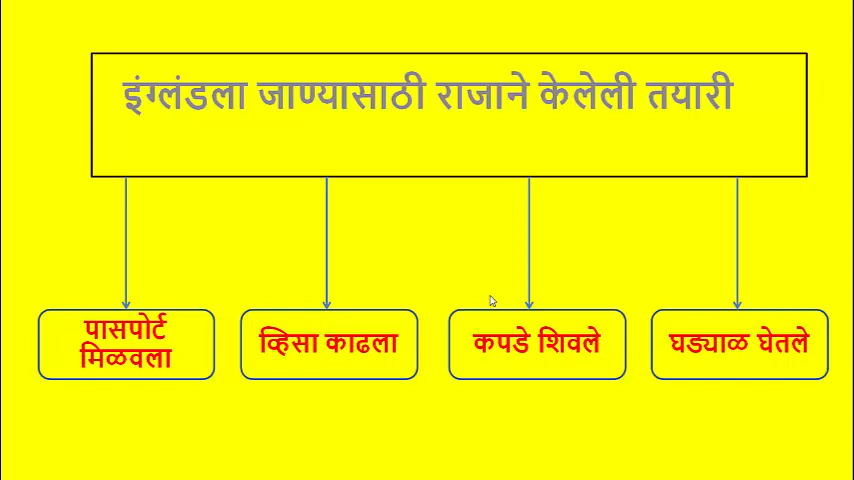 इंग्लंडला जाण्यासाठी राजाने केलेली तयारी
पासपोर्ट
मिळवला
व्हिसा काढला
कपडे शिवले
घड्याळ घेतले